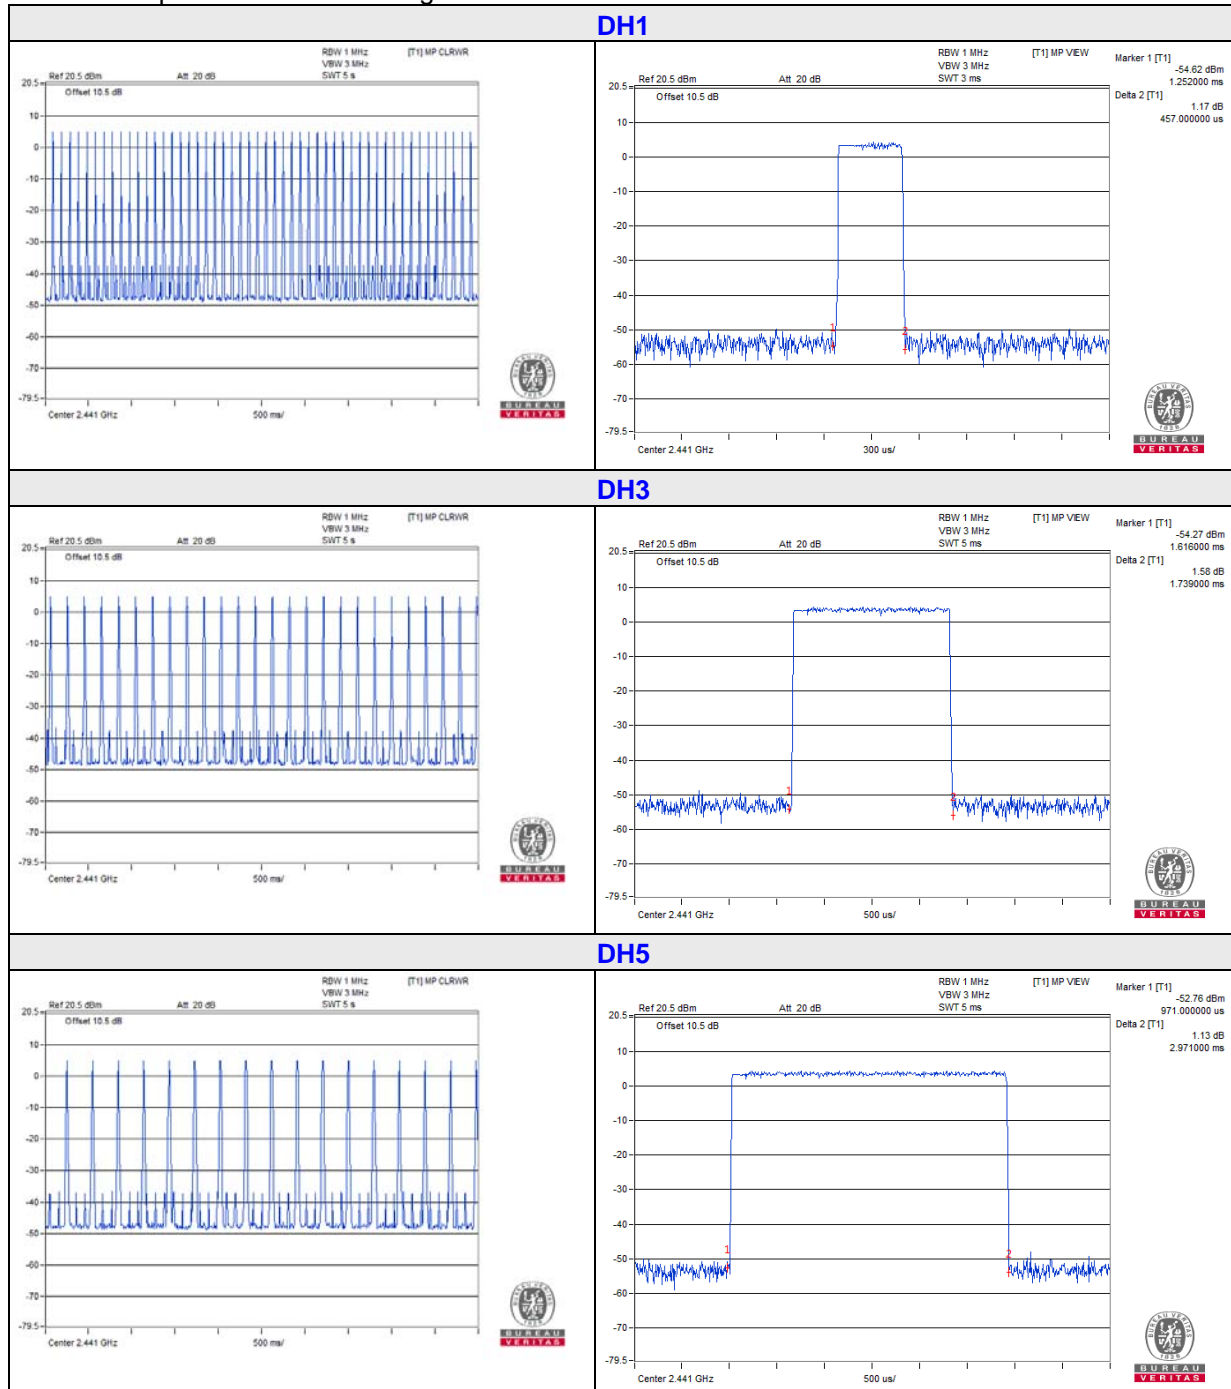 DH1
RBW 1 MHz [T1] MP CLRWR
VBW 3 MHz
Ref 20.5 dBm Att 20 dB SWT 5 s
20.5
Offset 10.5 dB
10
0
-10
-20
-30
-40
-50
-60
-70
-79.5
Center 2.441 GHz 500 ms/
BUREAU
VERITAS
RBW 1 MHz [T1] MP VIEW
VBW 3 MHz
Ref 20.5 dBm Att 20 dB SWT 3 ms
Marker 1 [T1]
-54.62 dBm
1.252000 ms
Delta 2 [T1]
1.17 dB
457.000000 us
20.5
Offset 10.5 dB
10
0
-10
-20
-30
-40
-50
-60
-70
-79.5
1
2
Center 2.441 GHz 300 us/
1828
BUREAU
VERITAS
DH3
RBW 1 MHz [T1] MP CLRWR
VBW 3 MHz
Ref 20.5 dBm Att 20 dB SWT 5 s
20.5
Offset 10.5 dB
10
0
-10
-20
-30
-40
-50
-60
-70
-79.5
Center 2.441 GHz 500 ms/
BUREAU
VERITAS
RBW 1 MHz [T1] MP VIEW
VBW 3 MHz
Ref 20.5 dBm Att 20 dB SWT 5 ms
Marker 1 [T1]
-54.27 dBm
1.616000 ms
Delta 2 [T1]
1.58 dB
1.739000 ms
20.5
Offset 10.5 dB
10
0
-10
-20
-30
-40
-50
-60
-70
-79.5
1
2
Center 2.441 GHz 500 us/
1828
BUREAU
VERITAS
DH5
RBW 1 MHz [T1] MP CLRWR
VBW 3 MHz
Ref 20.5 dBm Att 20 dB SWT 5 s
20.5
Offset 10.5 dB
10
0
-10
-20
-30
-40
-50
-60
-70
-79.5
Center 2.441 GHz 500 ms/
BUREAU
VERITAS
RBW 1 MHz [T1] MP VIEW
VBW 3 MHz
Ref 20.5 dBm Att 20 dB SWT 5 ms
Marker 1 [T1]
-52.76 dBm
971.000000 us
Delta 2 [T1]
1.13 dB
2.971000 ms
20.5
Offset 10.5 dB
10
0
-10
-20
-30
-40
-50
-60
-70
-79.5
1
2
Center 2.441 GHz 500 us/
1828
BUREAU
VERITAS